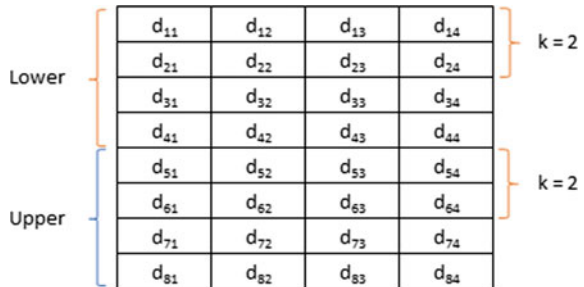 d₁₁ d₁₂ d₁₃ d₁₄
k = 2
d₂₁ d₂₂ d₂₃ d₂₄
Lower
d₃₁ d₃₂ d₃₃ d₃₄
d₄₁ d₄₂ d₄₃ d₄₄
d₅₁ d₅₂ d₅₃ d₅₄
k = 2
d₆₁ d₆₂ d₆₃ d₆₄
Upper
d₇₁ d₇₂ d₇₃ d₇₄
d₈₁ d₈₂ d₈₃ d₈₄